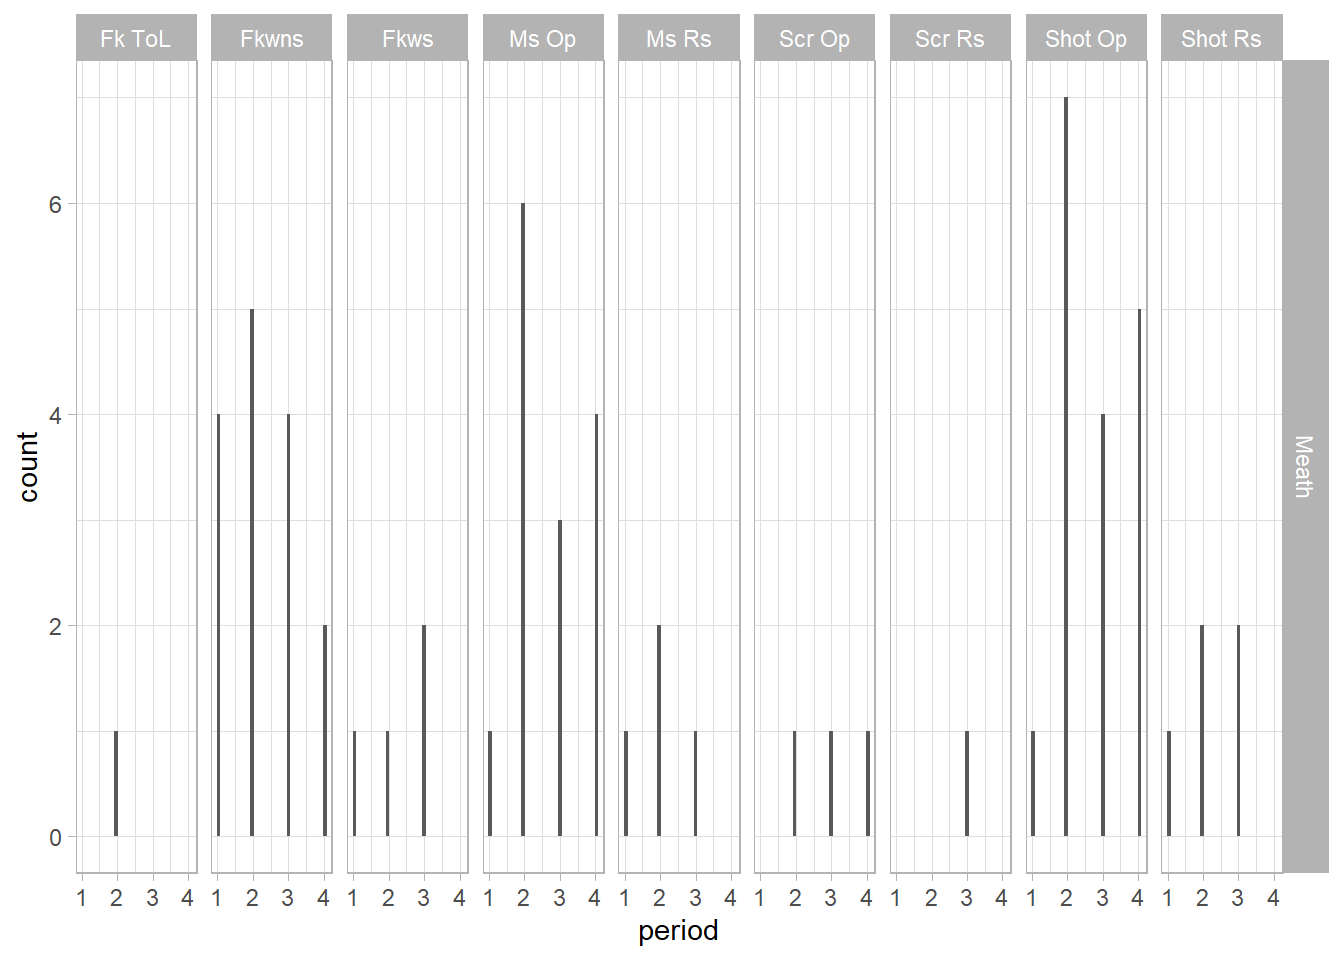 Fk ToL Fkwns Fkws Ms Op Ms Rs Scr Op Scr Rs Shot Op Shot Rs
Meath
count
6
4
2
0
1 2 3 4 1 2 3 4 1 2 3 4 1 2 3 4 1 2 3 4 1 2 3 4 1 2 3 4 1 2 3 4 1 2 3 4
period